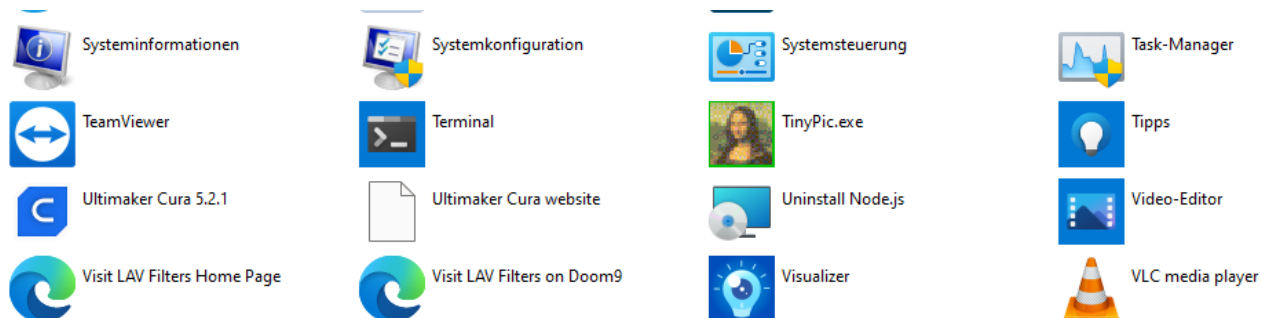 Systeminformationen
Systemkonfiguration
Systemsteuerung
Task-Manager
TeamViewer
Terminal
TinyPic.exe
Tipps
Ultimaker Cura 5.2.1
Ultimaker Cura website
Uninstall Node.js
Video-Editor
Visit LAV Filters Home Page
Visit LAV Filters on Doom9
Visualizer
VLC media player